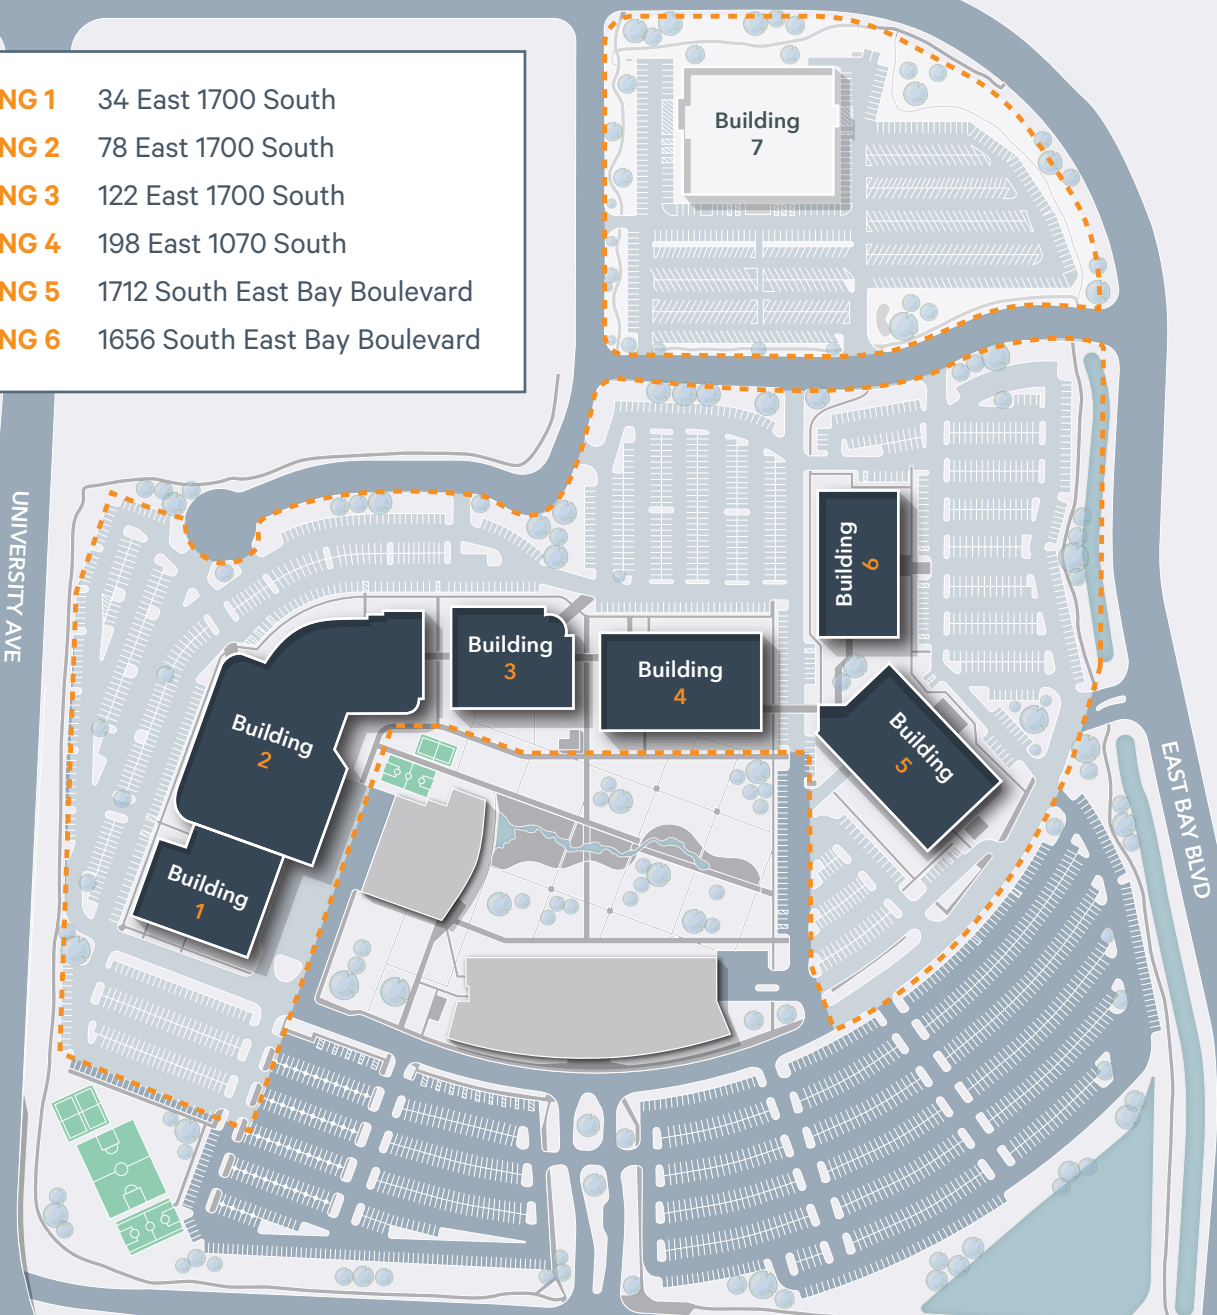 NG 1 34 East 1700 South
NG 2 78 East 1700 South
NG 3 122 East 1700 South
NG 4 198 East 1070 South
NG 5 1712 South East Bay Boulevard
NG 6 1656 South East Bay Boulevard
Building
7
UNIVERSITY AVE
Building
6
Building
3
Building
4
Building
2
Building
5
EAST BAY BLVD
Building
1